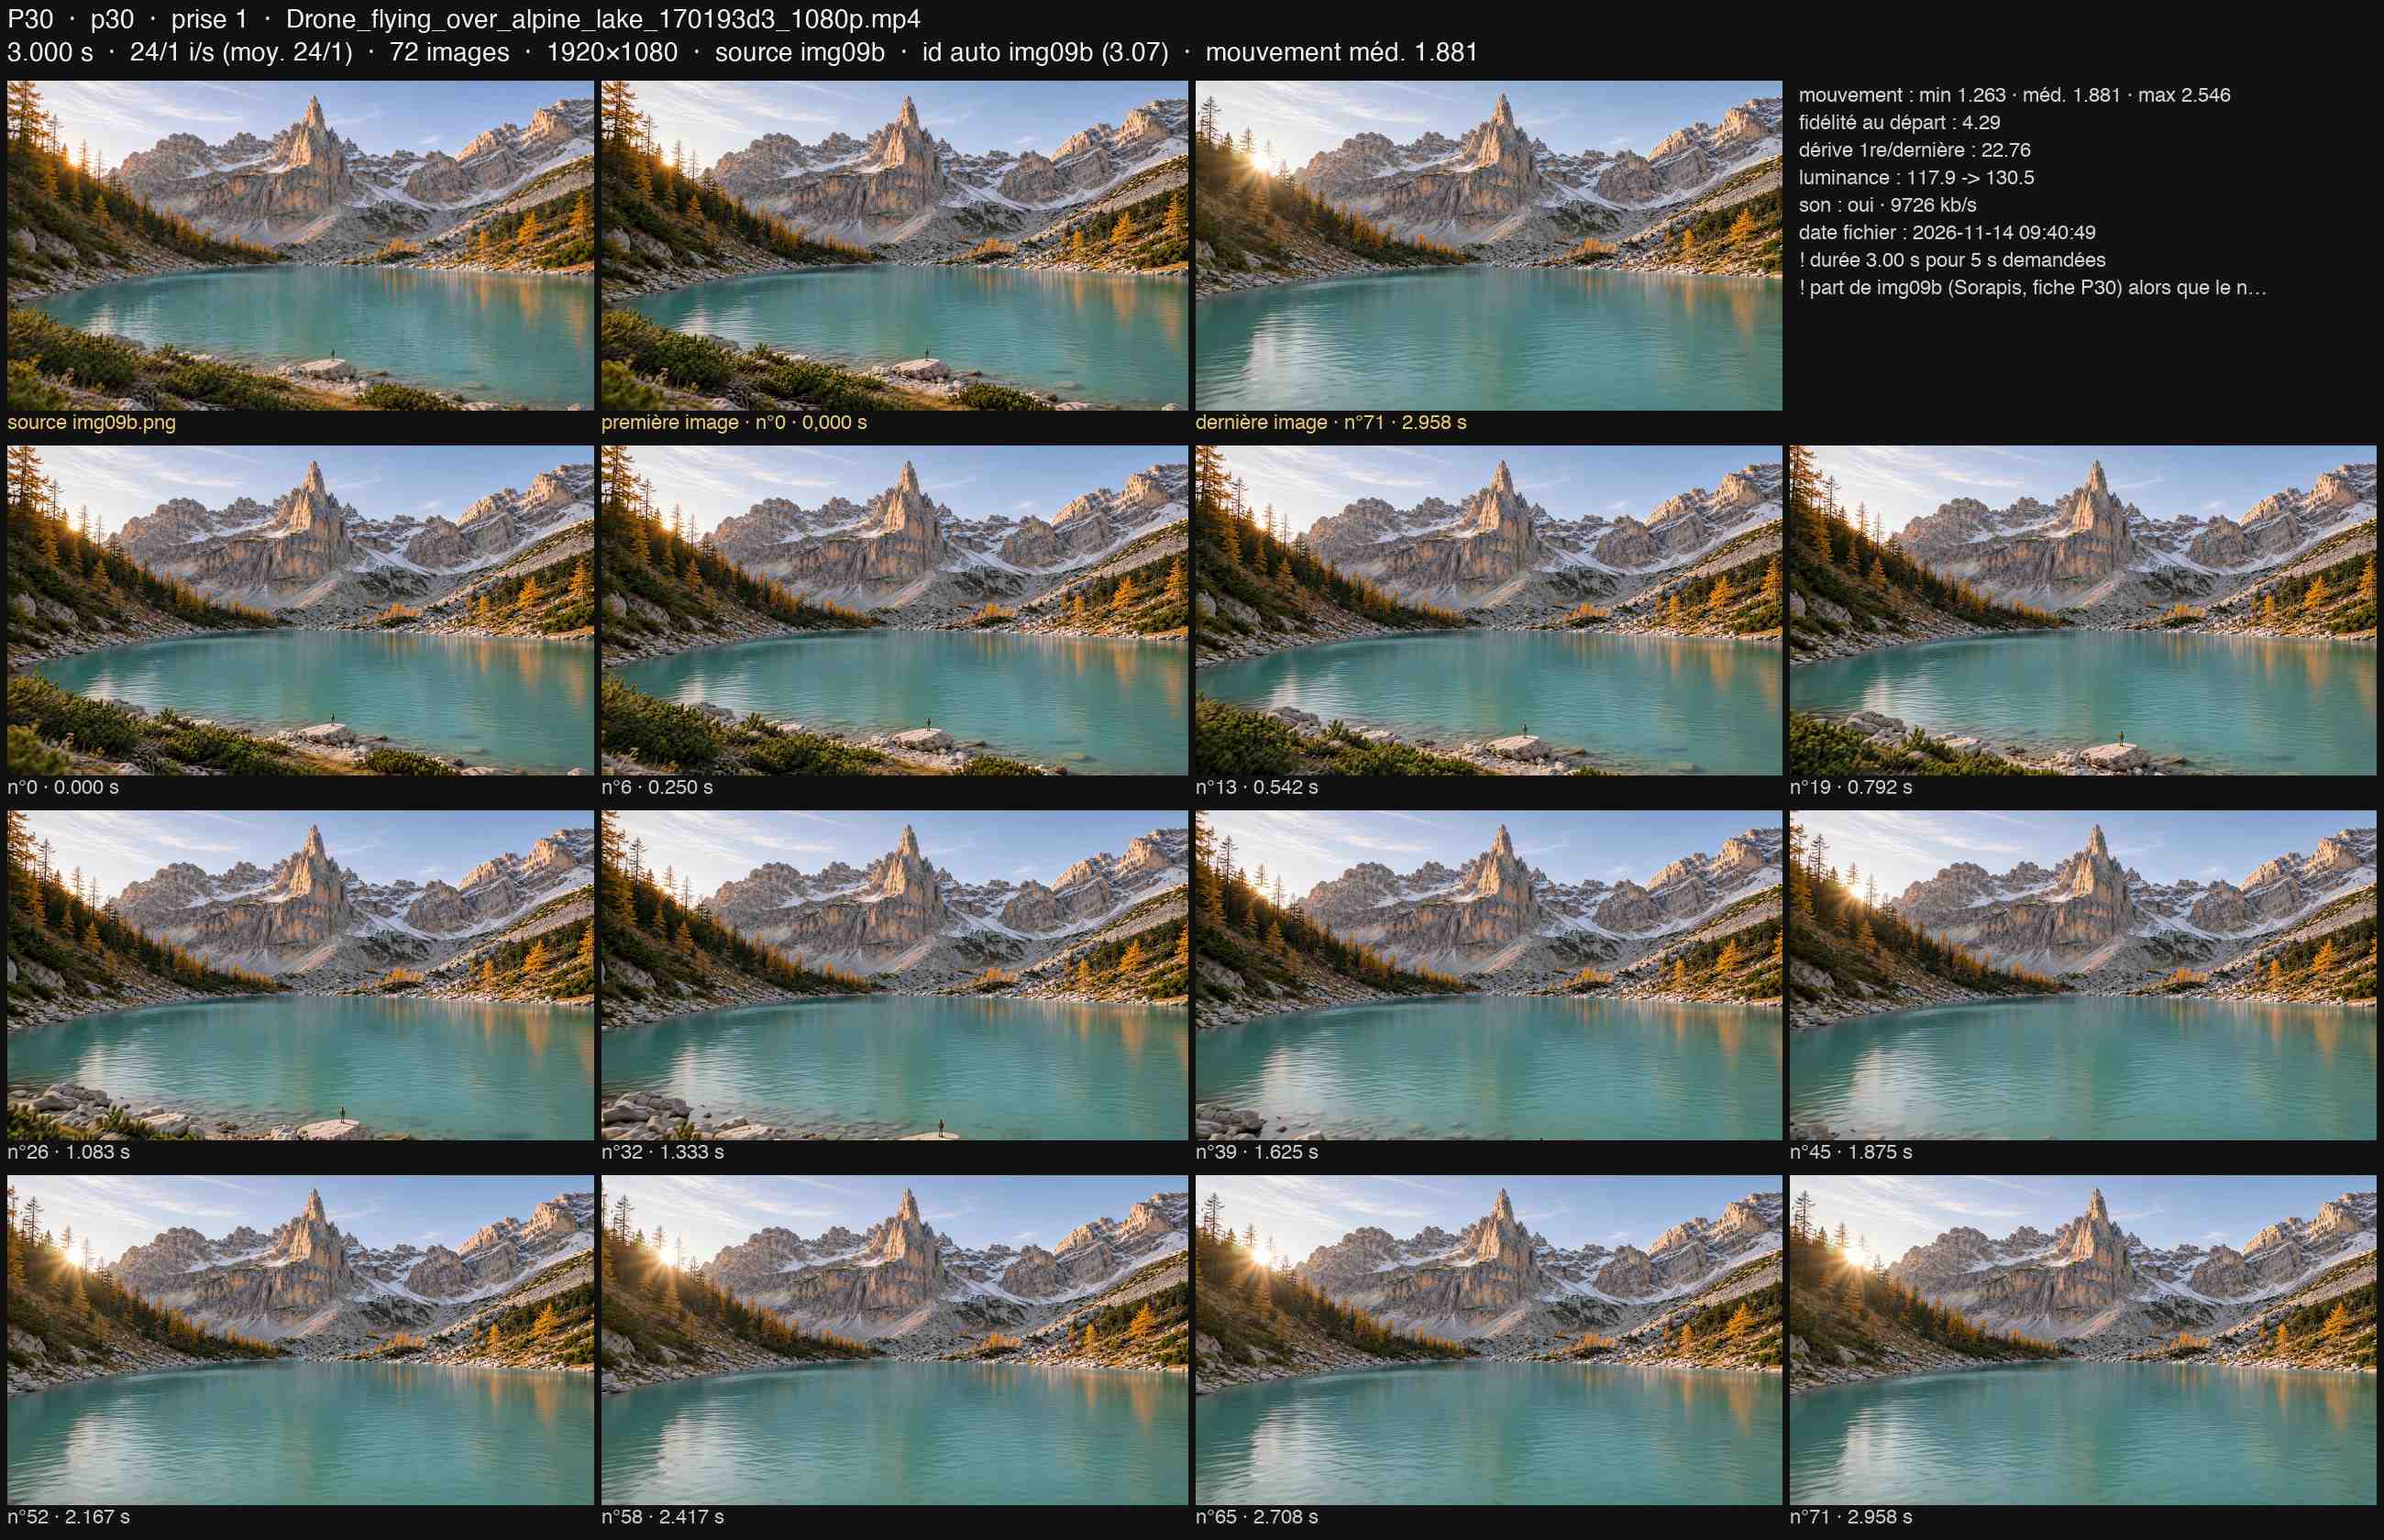 P30 · p30 · prise 1 · Drone_flying_over_alpine_lake_170193d3_1080p.mp4
3.000 s · 24/1 i/s (moy. 24/1) · 72 images · 1920×1080 · source img09b · id auto img09b (3.07) · mouvement méd. 1.881
mouvement : min 1.263 · méd. 1.881 · max 2.546
fidélité au départ : 4.29
dérive 1re/dernière : 22.76
luminance : 117.9 -> 130.5
son : oui · 9726 kb/s
date fichier : 2026-11-14 09:40:49
! durée 3.00 s pour 5 s demandées
! part de img09b (Sorapis, fiche P30) alors que le n…
source img09b.png
première image · n°0 · 0,000 s
dernière image · n°71 · 2.958 s
n°0 · 0.000 s
n°6 · 0.250 s
n°13 · 0.542 s
n°19 · 0.792 s
n°26 · 1.083 s
n°32 · 1.333 s
n°39 · 1.625 s
n°45 · 1.875 s
n°52 · 2.167 s
n°58 · 2.417 s
n°65 · 2.708 s
n°71 · 2.958 s